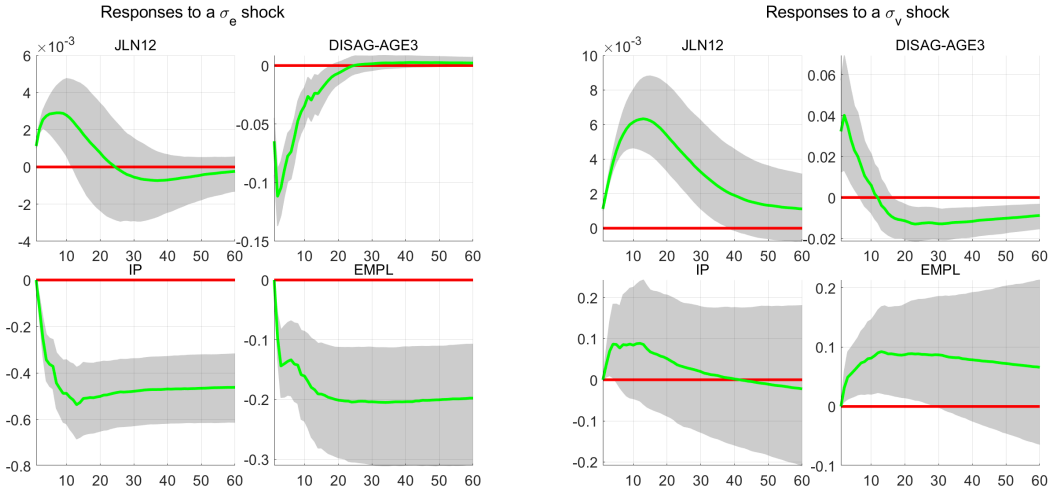 Responses to a σe shock
Responses to a σv shock
×10-3
JLN12
DISAG-AGE3
×10-3
JLN12
DISAG-AGE3
6
4
2
0
-2
-4
10 20 30 40 50 60
0
-0.05
-0.1
-0.15
10 20 30 40 50 60
10
8
6
4
2
0
10 20 30 40 50 60
0.06
0.04
0.02
0
-0.02
10 20 30 40 50 60
IP
EMPL
IP
EMPL
0
-0.2
-0.4
-0.6
-0.8
10 20 30 40 50 60
0
-0.1
-0.2
-0.3
10 20 30 40 50 60
0.2
0.1
0
-0.1
-0.2
10 20 30 40 50 60
0.2
0.1
0
-0.1
10 20 30 40 50 60